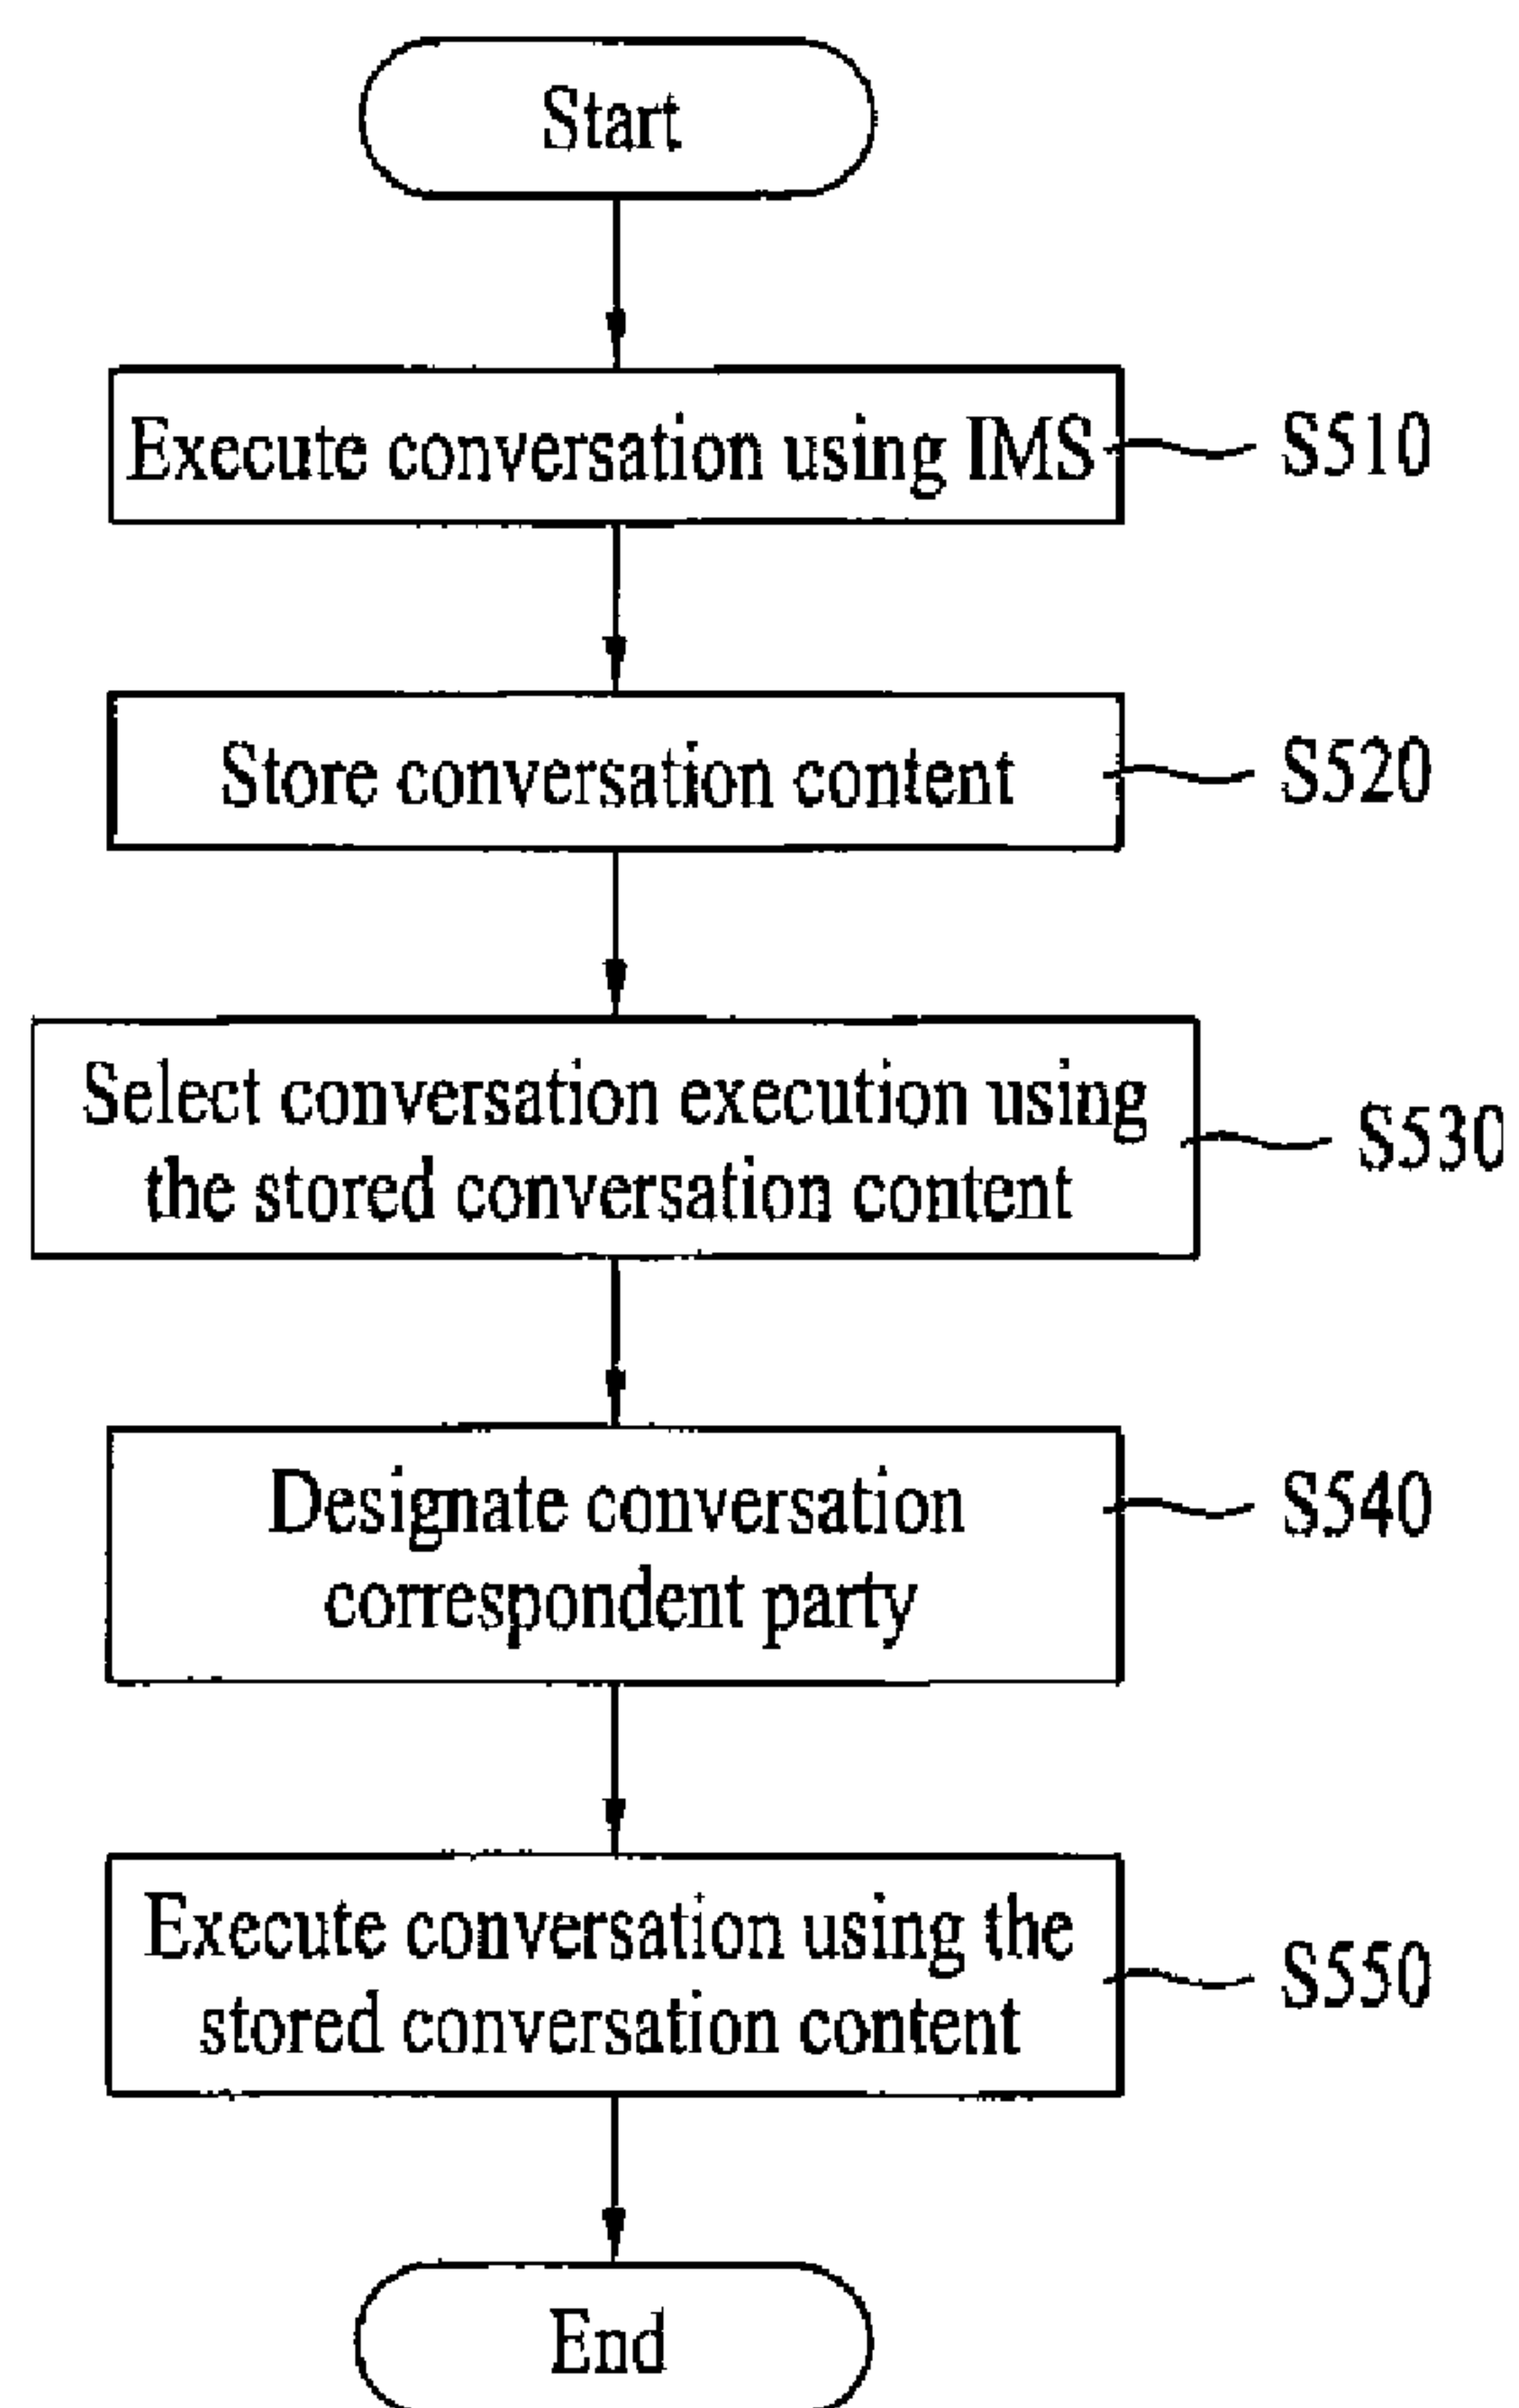 Start
Execute conversation using IMS
S510
Store conversation content
S520
Select conversation execution using
the stored conversation content
S530
Designate conversation
correspondent party
S540
Execute conversation using the
stored conversation content
S550
End